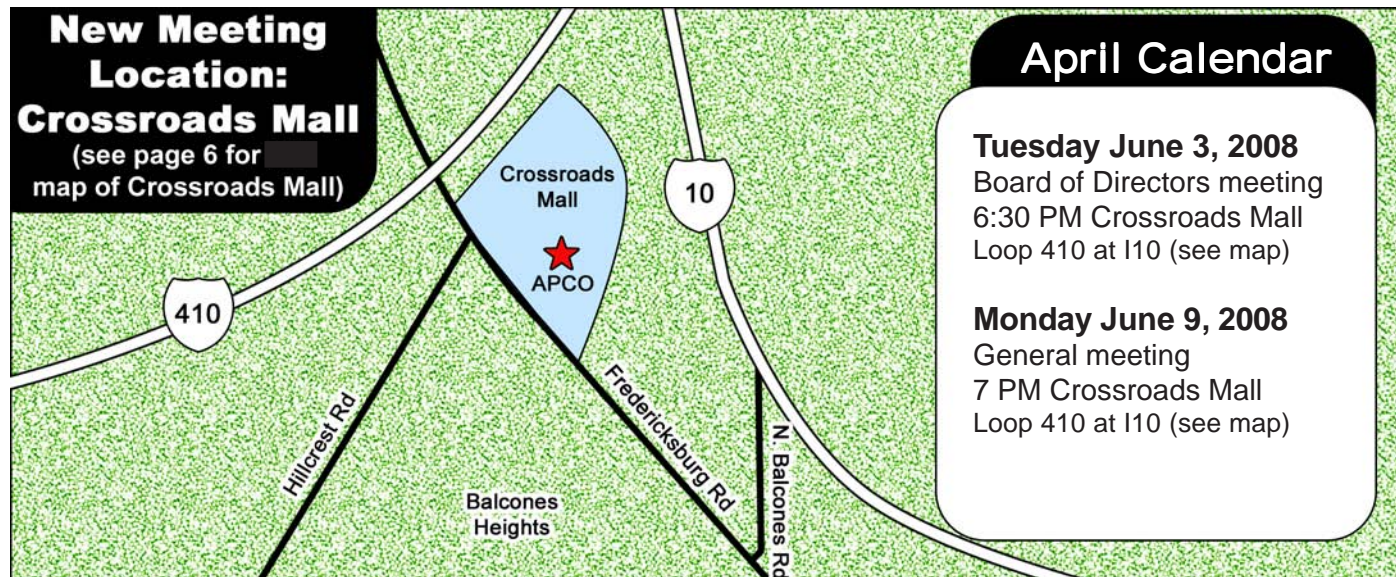 New Meeting
Location:
Crossroads Mall
(see page 6 for
map of Crossroads Mall)
Crossroads
Mall
APCO
410
10
Hillcrest Rd
Fredericksburg Rd
N. Balcones Rd
Balcones
Heights
April Calendar
Tuesday June 3, 2008
Board of Directors meeting
6:30 PM Crossroads Mall
Loop 410 at I10 (see map)
Monday June 9, 2008
General meeting
7 PM Crossroads Mall
Loop 410 at I10 (see map)